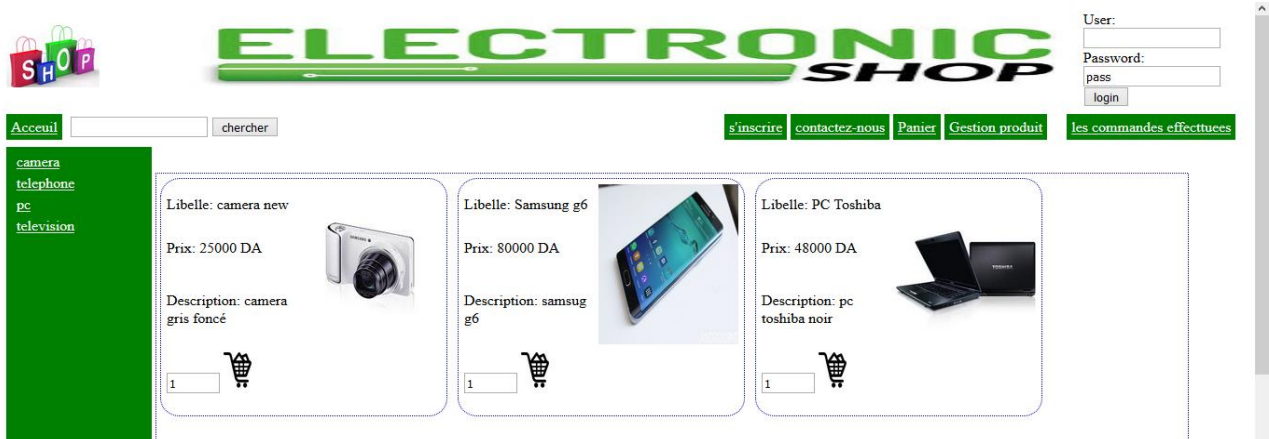 SHOP
ELECTRONIC
SHOP
User:
Password:
pass
login
Acceuil
chercher
s'inscrire
contactez-nous
Panier
Gestion produit
les commandes effecttuees
camera
telephone
pc
television
Libelle: camera new
Prix: 25000 DA
Description: camera
gris foncé
1
Libelle: Samsung g6
Prix: 80000 DA
Description: samsug
g6
1
Libelle: PC Toshiba
Prix: 48000 DA
Description: pc
toshiba noir
TOSHIBA
1